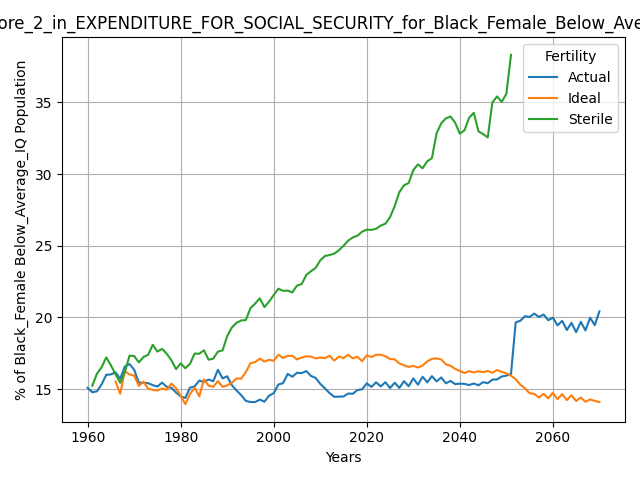 ore_2_in_EXPENDITURE_FOR_SOCIAL_SECURITY_for_Black_Female_Below_Ave
Fertility
Actual
Ideal
Sterile
% of Black_Female Below_Average_IQ Population
35
30
25
20
15
1960
1980
2000
2020
2040
2060
Years